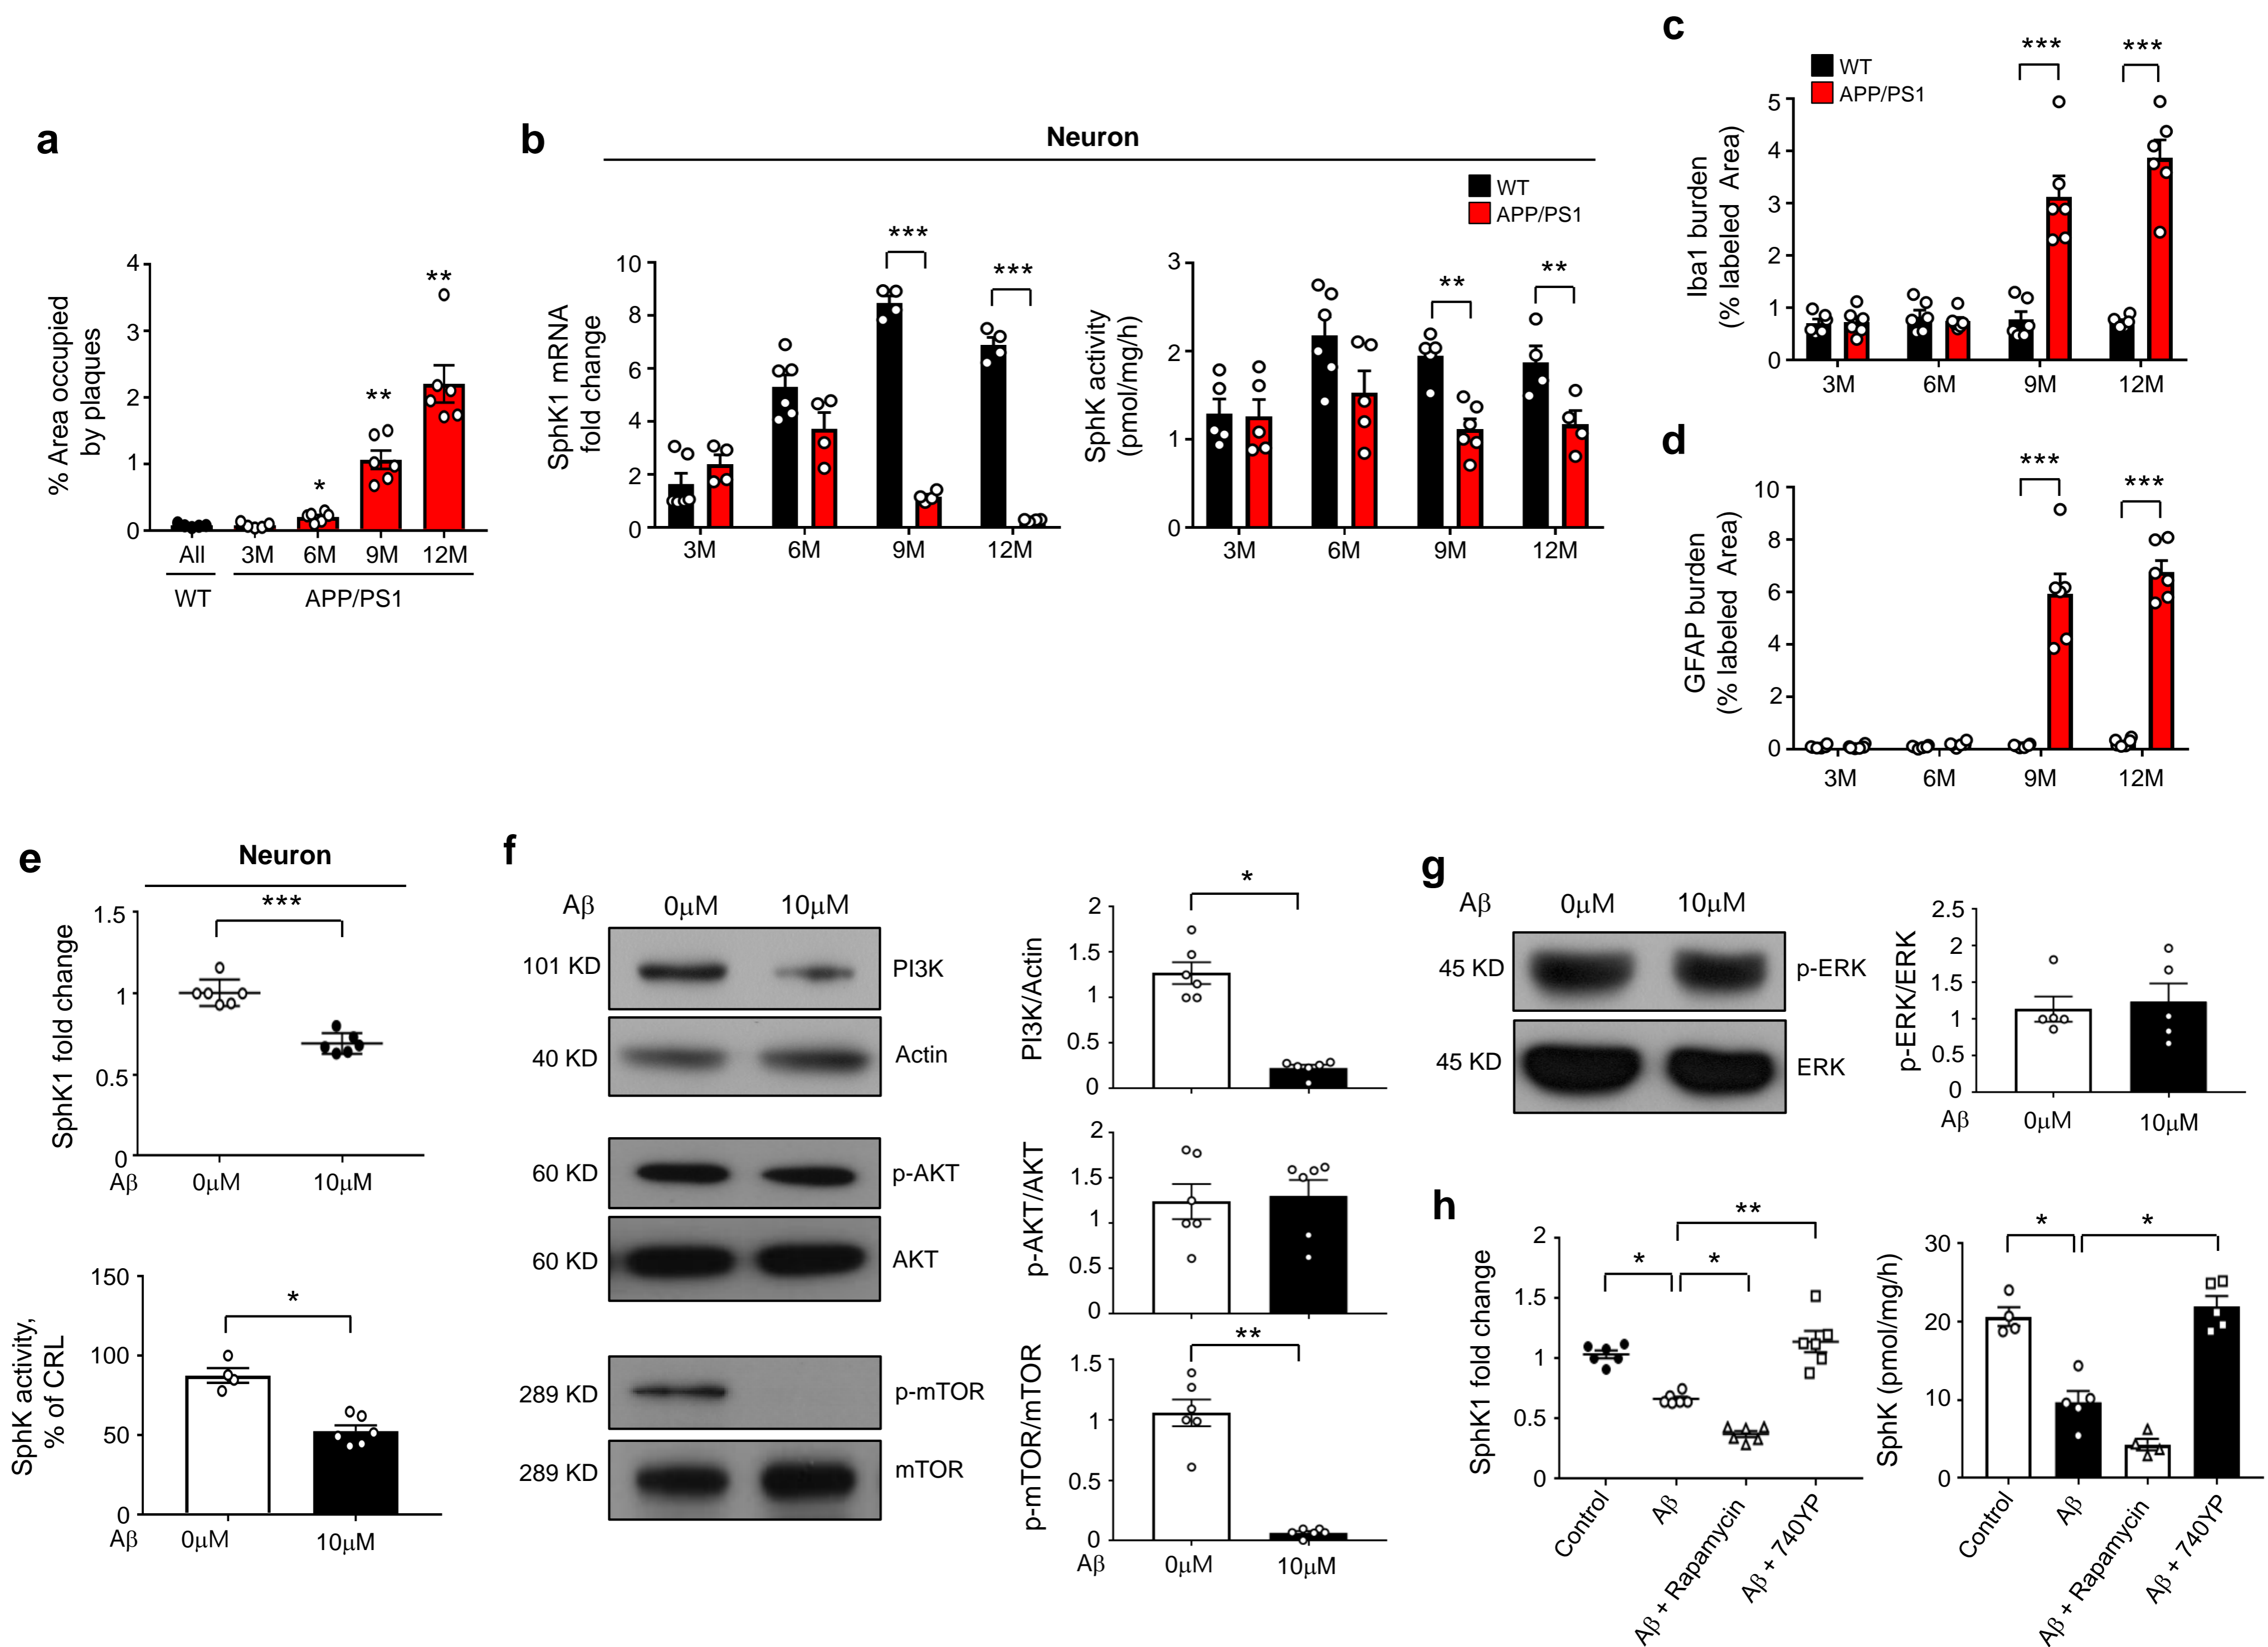 a
% Area occupied
by plaques
4
3
2
1
0
*
**
**
All
3M
6M
9M
12M
WT
APP/PS1
b
Neuron
WT
APP/PS1
SphK1 mRNA
fold change
10
8
6
4
2
0
***
***
3M
6M
9M
12M
SphK activity
(pmol/mg/h)
3
2
1
0
**
**
3M
6M
9M
12M
c
WT
APP/PS1
Iba1 burden
(% labeled Area)
5
4
3
2
1
0
***
***
3M
6M
9M
12M
d
GFAP burden
(% labeled Area)
10
8
6
4
2
0
***
***
3M
6M
9M
12M
e
Neuron
SphK1 fold change
1.5
1
0.5
0
***
Aβ
0μM
10μM
SphK activity,
% of CRL
150
100
50
0
*
Aβ
0μM
10μM
f
Aβ
0μM
10μM
101 KD
PI3K
40 KD
Actin
60 KD
p-AKT
60 KD
AKT
289 KD
p-mTOR
289 KD
mTOR
PI3K/Actin
2
1.5
1
0.5
0
*
p-AKT/AKT
2
1.5
1
0.5
0
p-mTOR/mTOR
1.5
1
0.5
0
**
Aβ
0μM
10μM
g
Aβ
0μM
10μM
45 KD
p-ERK
45 KD
ERK
p-ERK/ERK
2.5
2
1.5
1
0.5
0
Aβ
0μM
10μM
h
SphK1 fold change
2
1.5
1
0.5
0
*
*
**
Control
Aβ
Aβ + Rapamycin
Aβ + 740YP
SphK (pmol/mg/h)
30
20
10
0
*
*
Control
Aβ
Aβ + Rapamycin
Aβ + 740YP